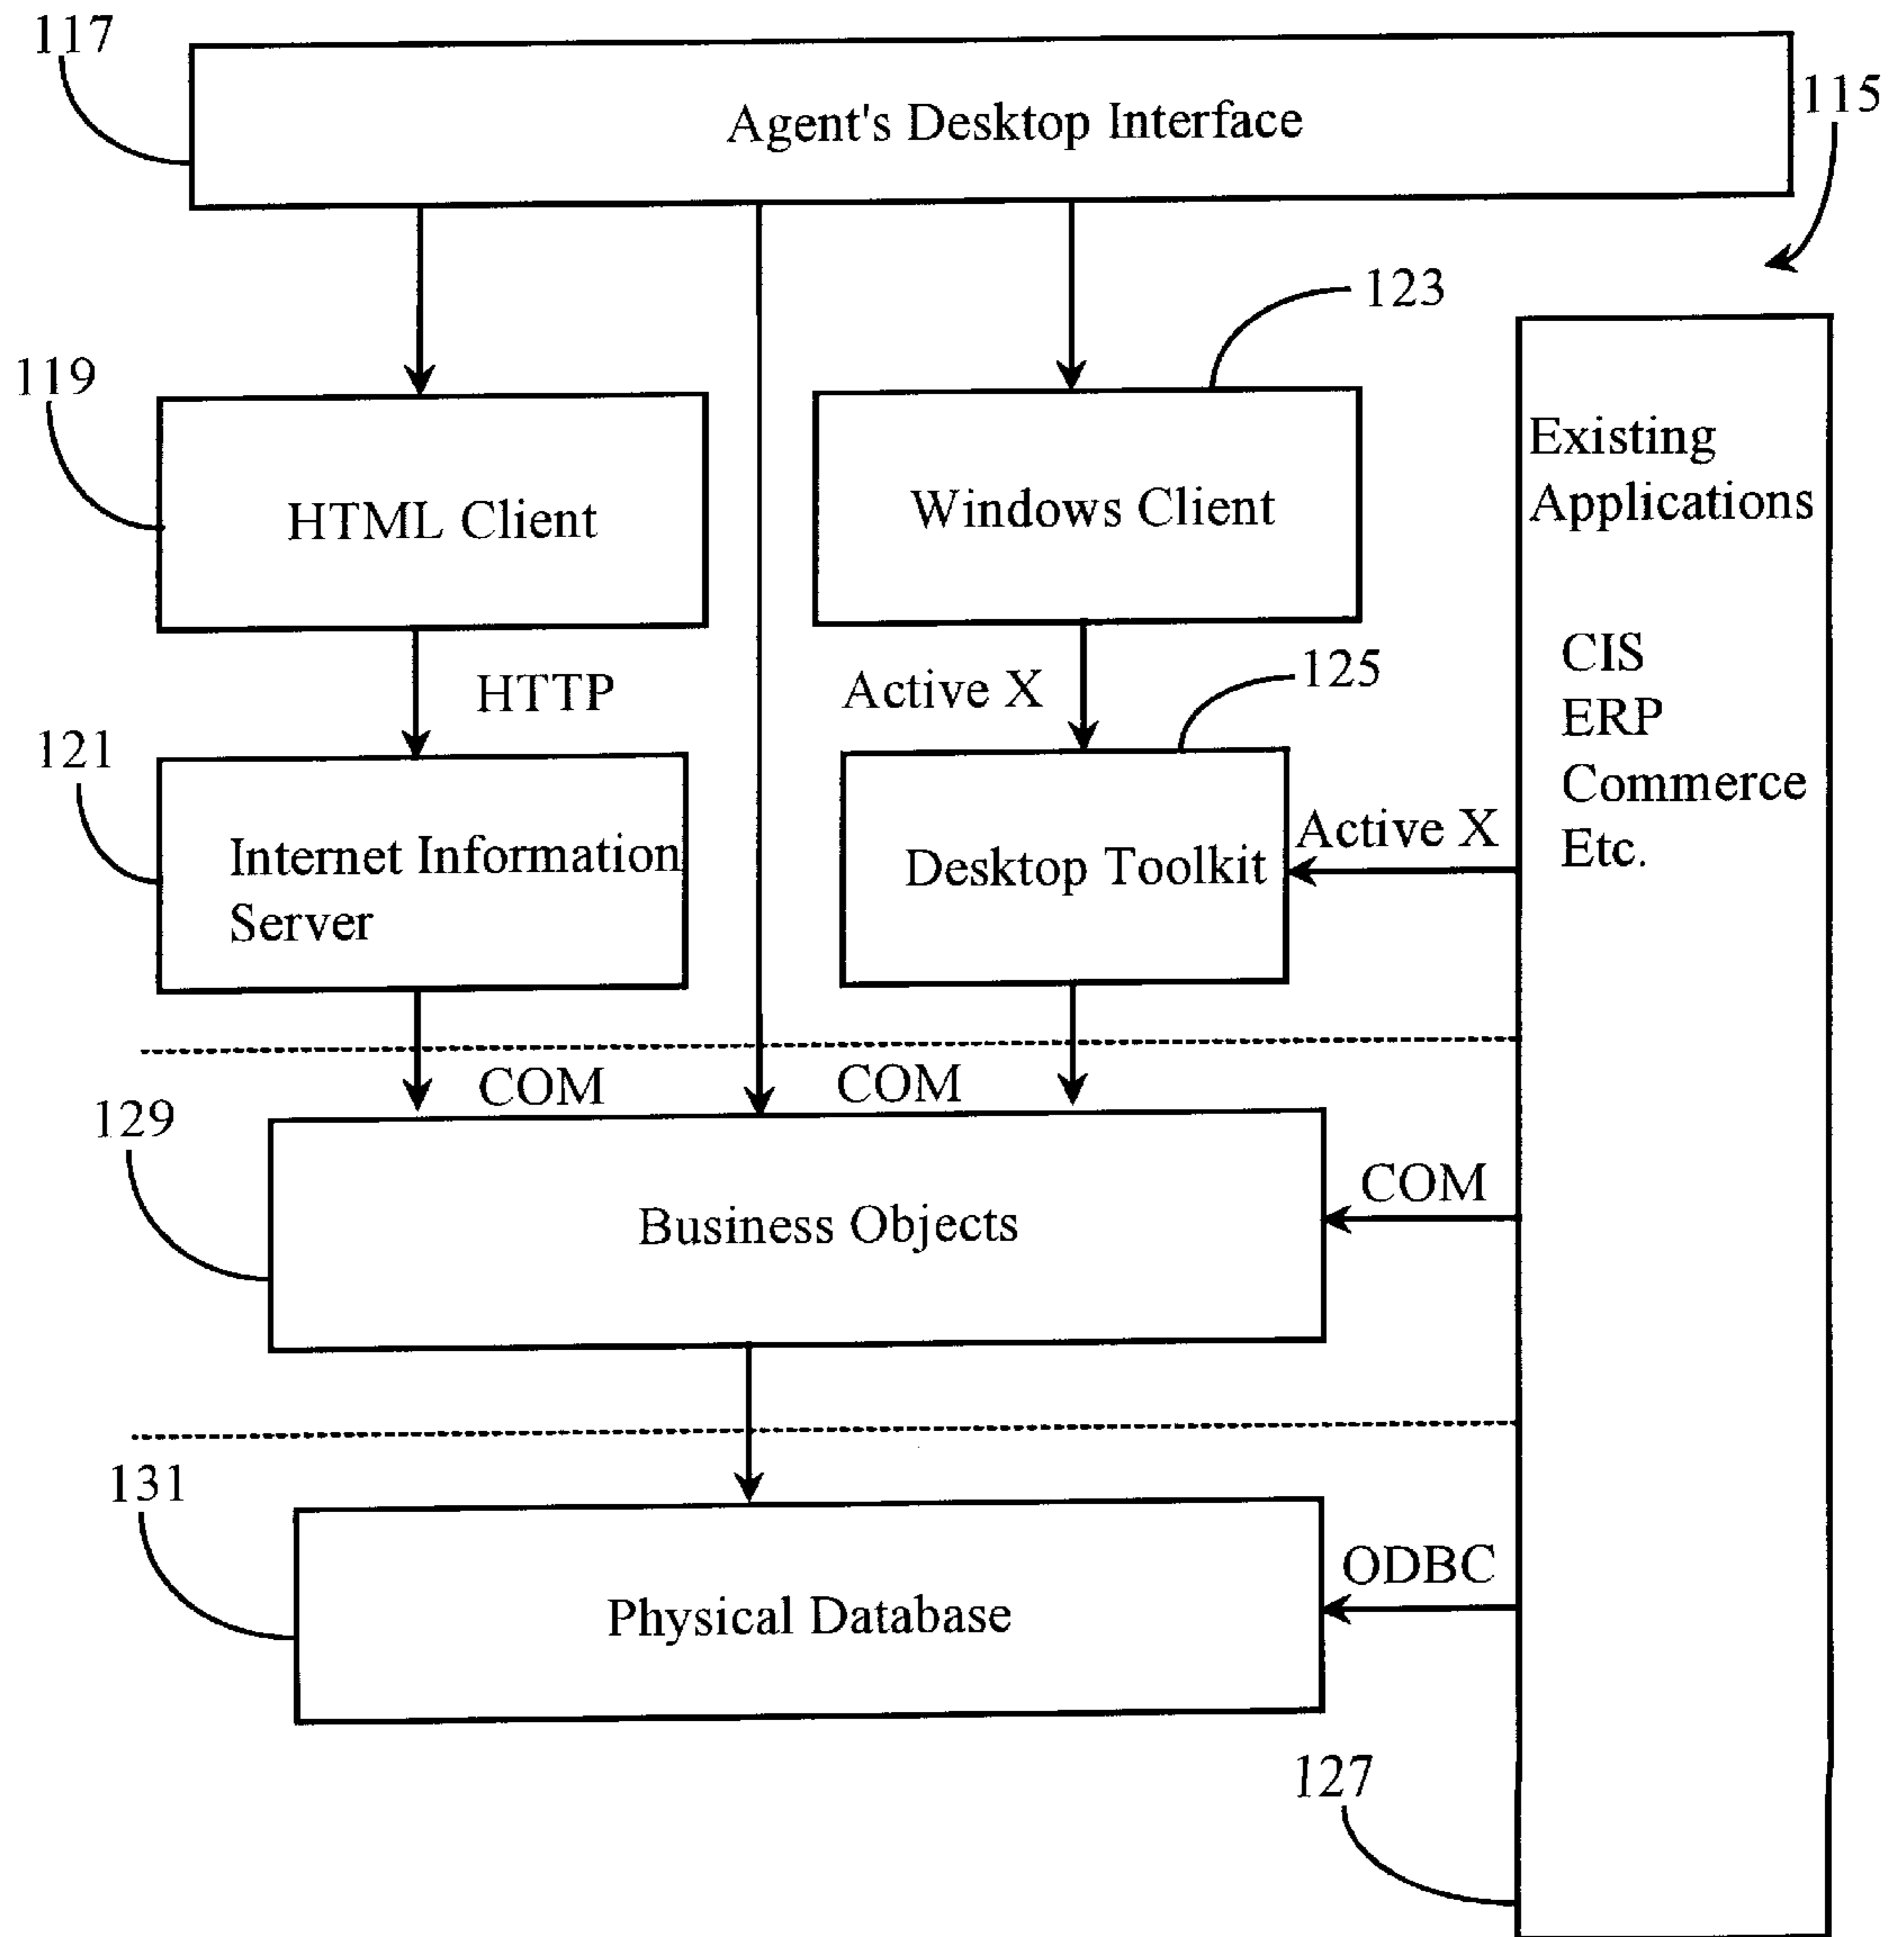 117
Agent's Desktop Interface
115
123
119
HTML Client
Windows Client
Existing
Applications
CIS
ERP
Commerce
Etc.
HTTP
Active X
125
121
Internet Information
Server
Desktop Toolkit
Active X
COM
COM
129
Business Objects
COM
131
Physical Database
ODBC
127